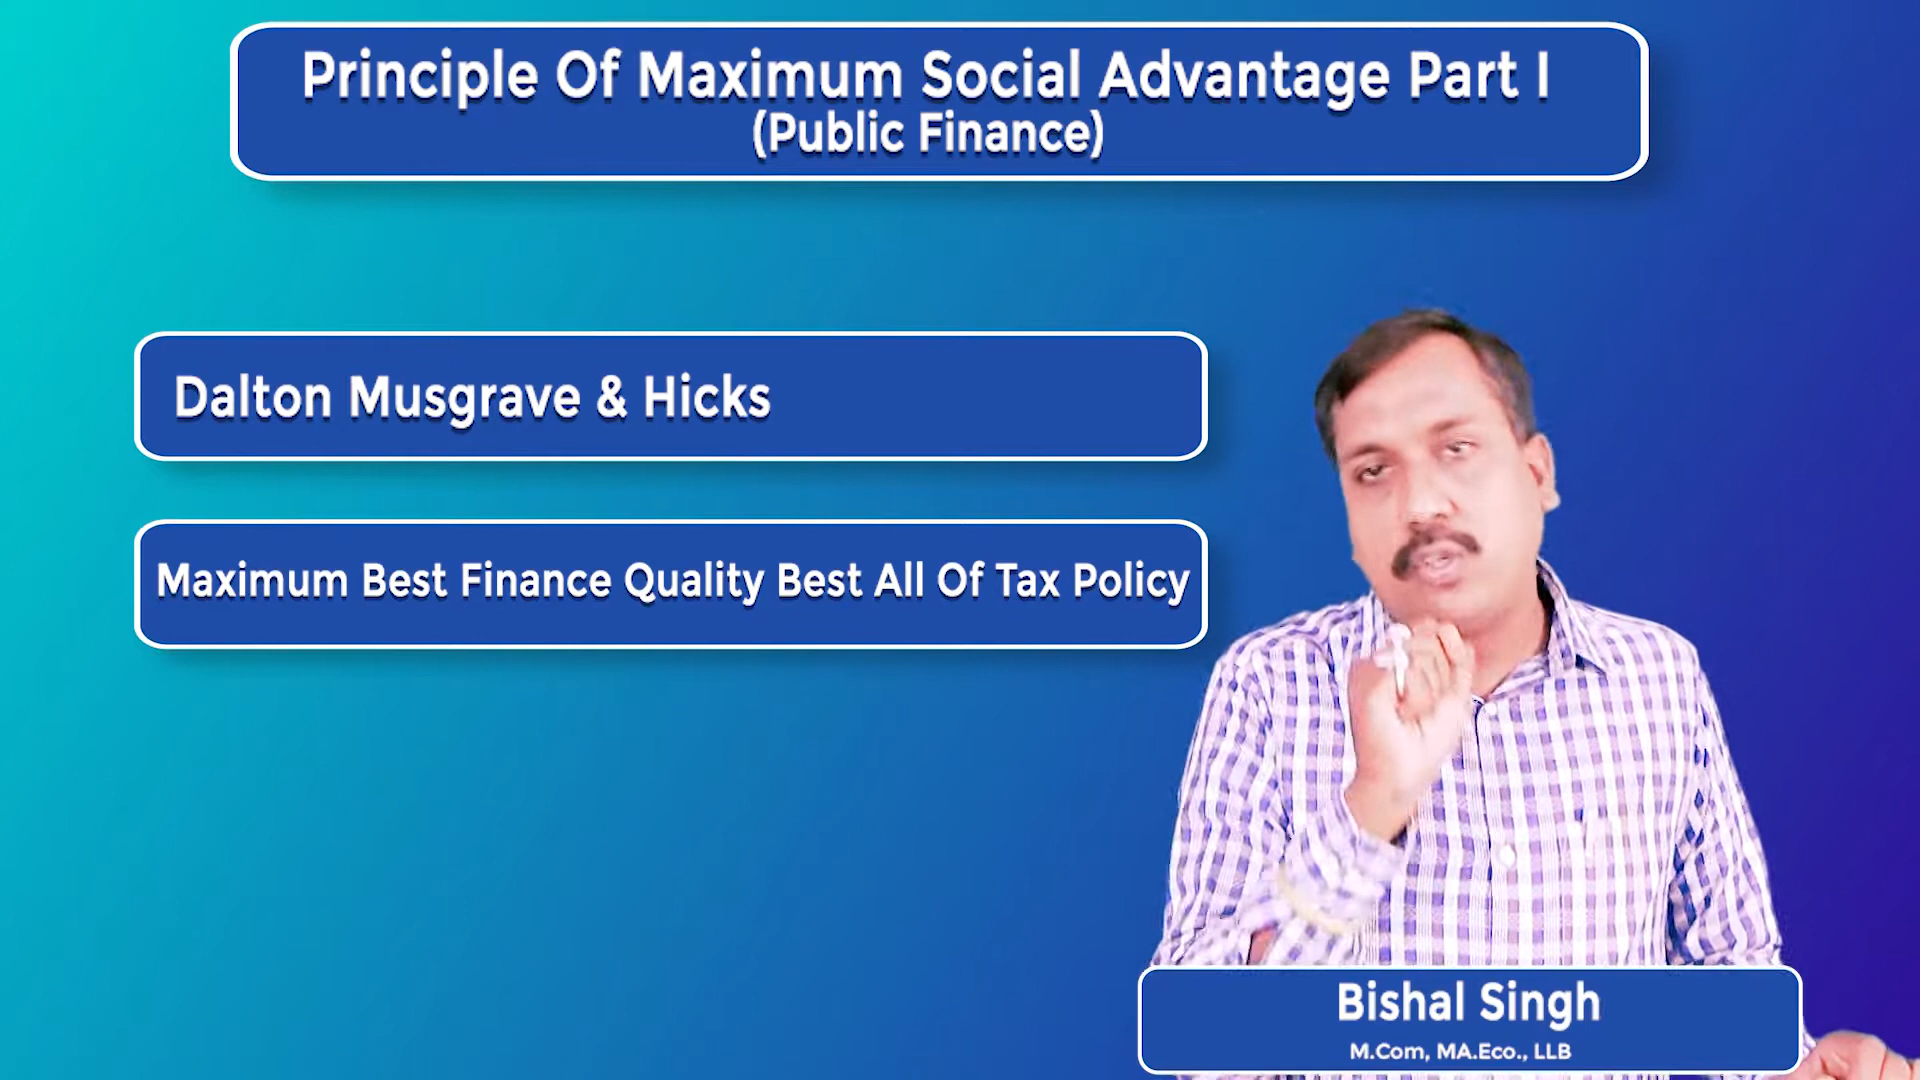 Principle Of Maximum Social Advantage Part I
(Public Finance)
Dalton Musgrave & Hicks
Maximum Best Finance Quality Best All Of Tax Policy
Bishal Singh
M.Com, MA.Eco., LLB